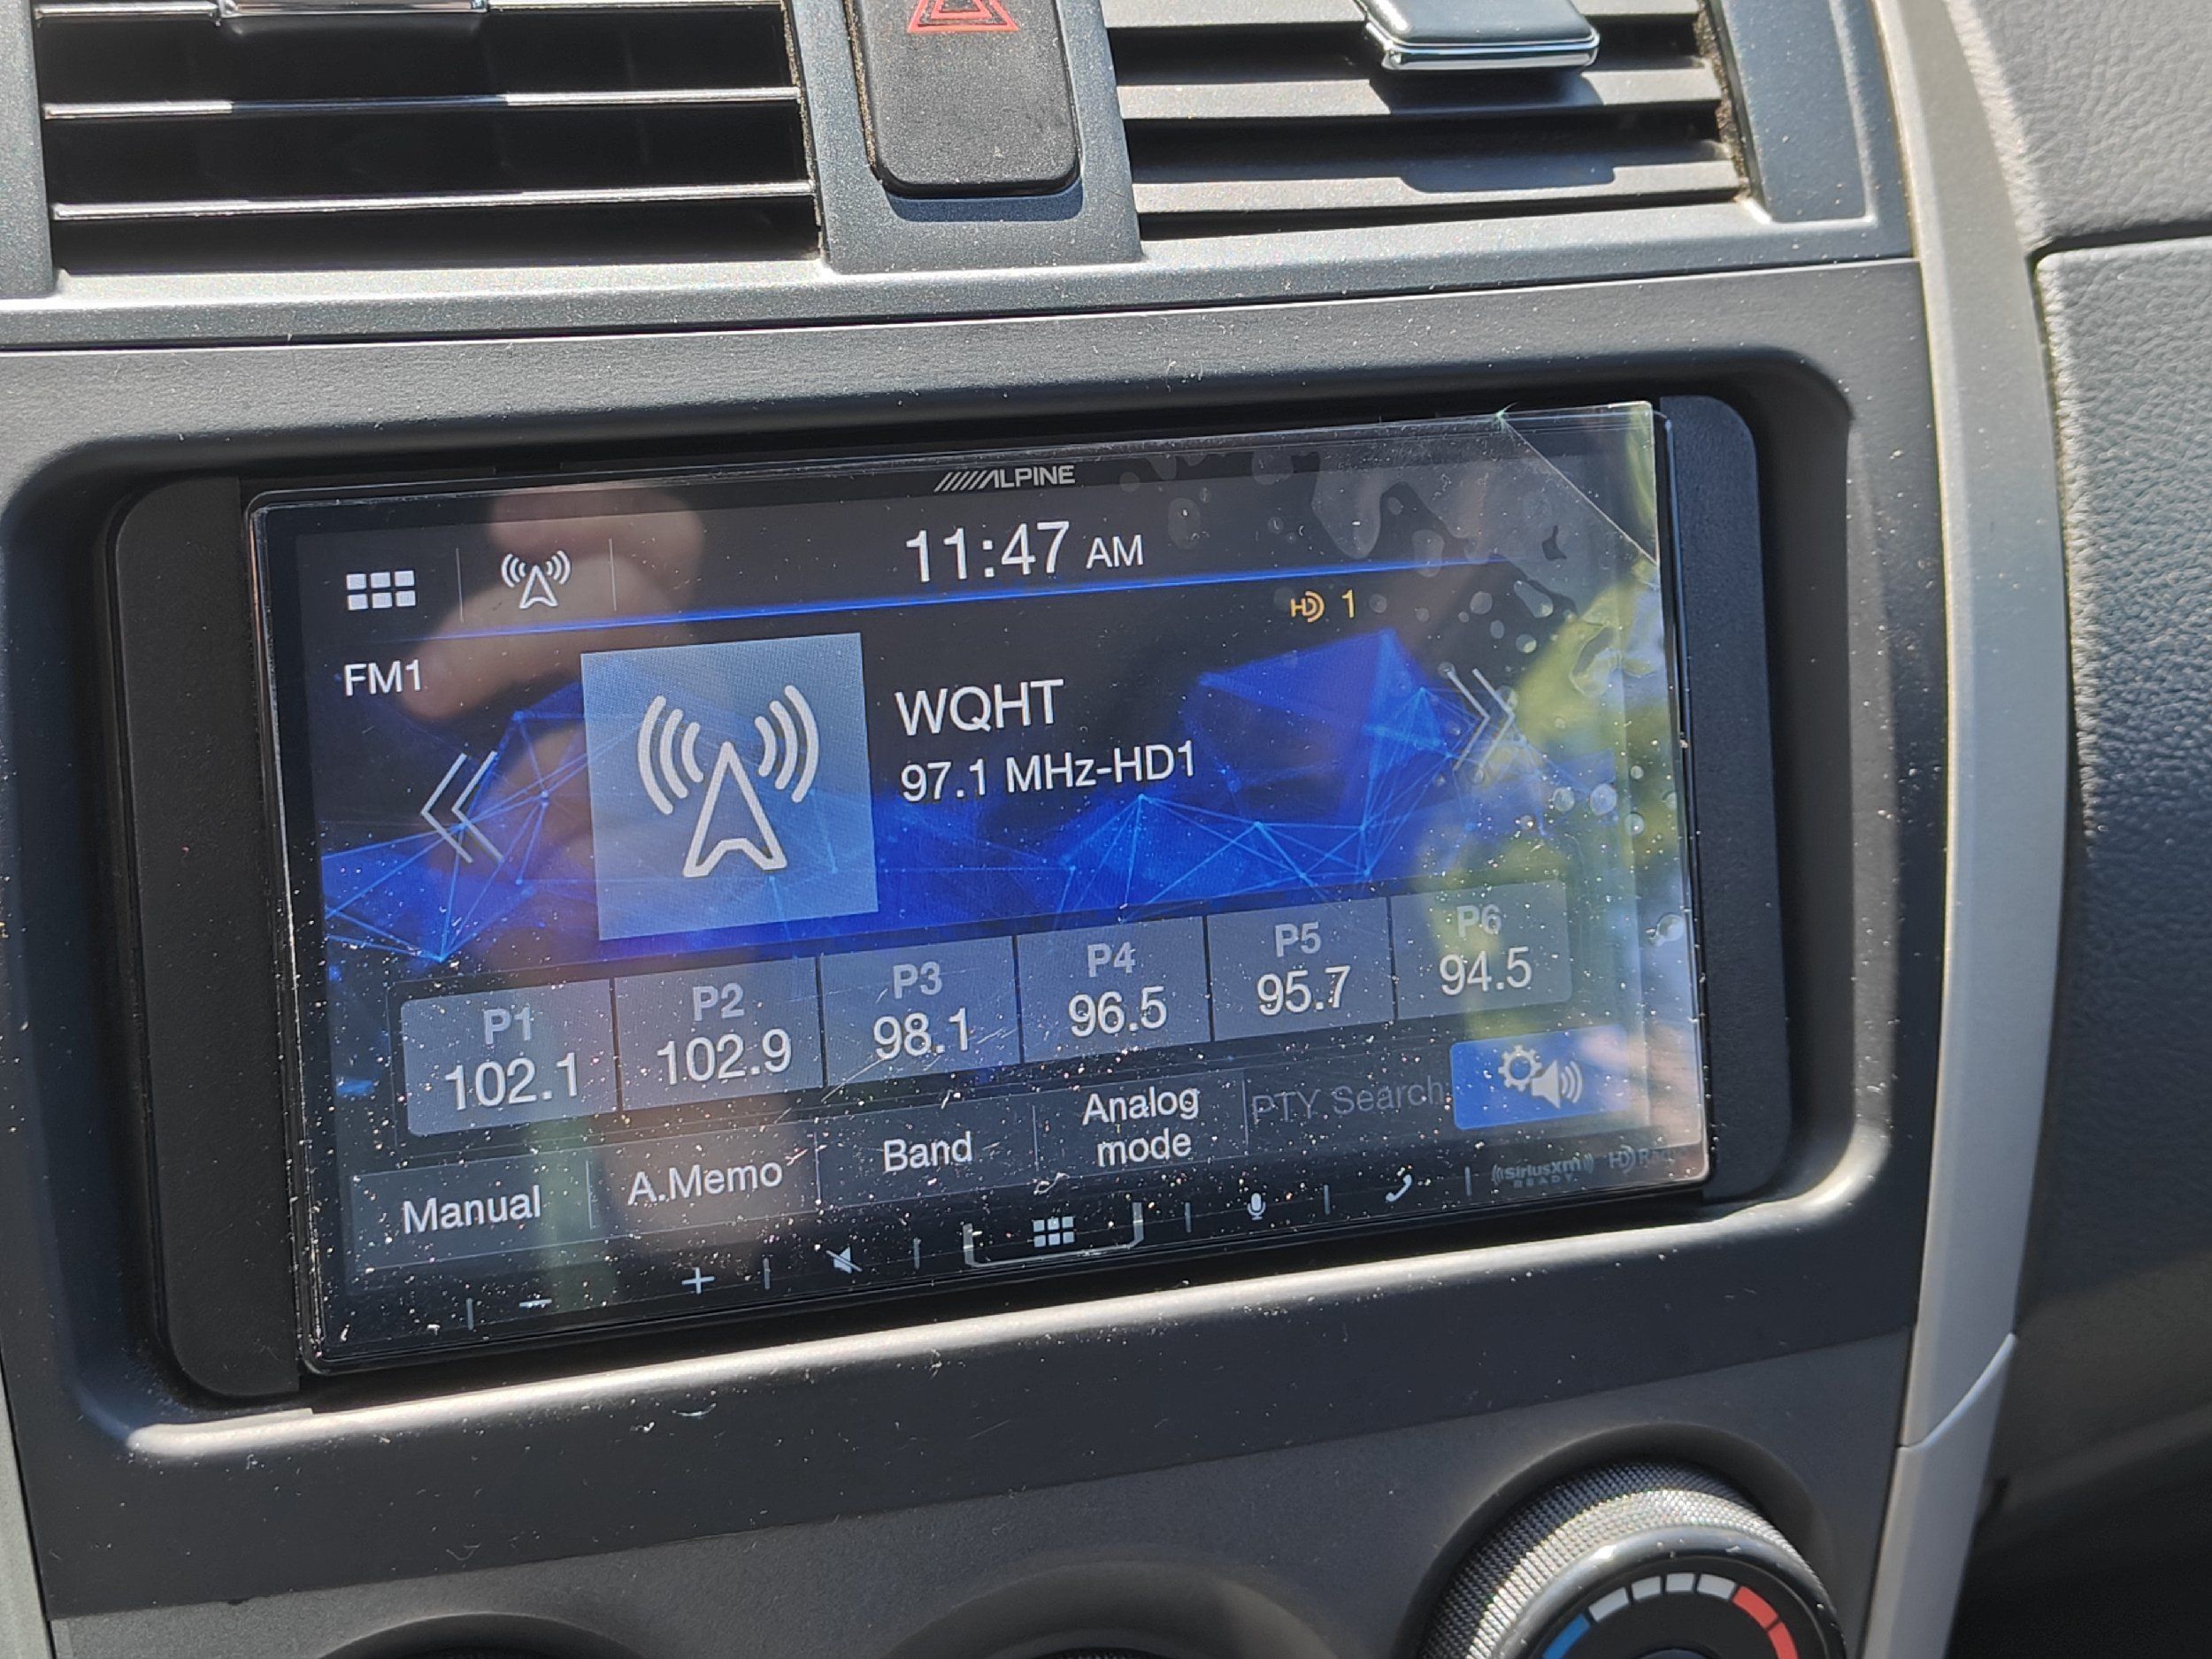 ALPINE
11:47 AM
HD 1
FM1
WQHT
97.1 MHz-HD1
P1 P2 P3 P4 P5 P6
102.1 102.9 98.1 96.5 95.7 94.5
Manual
A.Memo
Band
Analog
mode
PTY Search
((SiriusXM))
READY
HD Radio